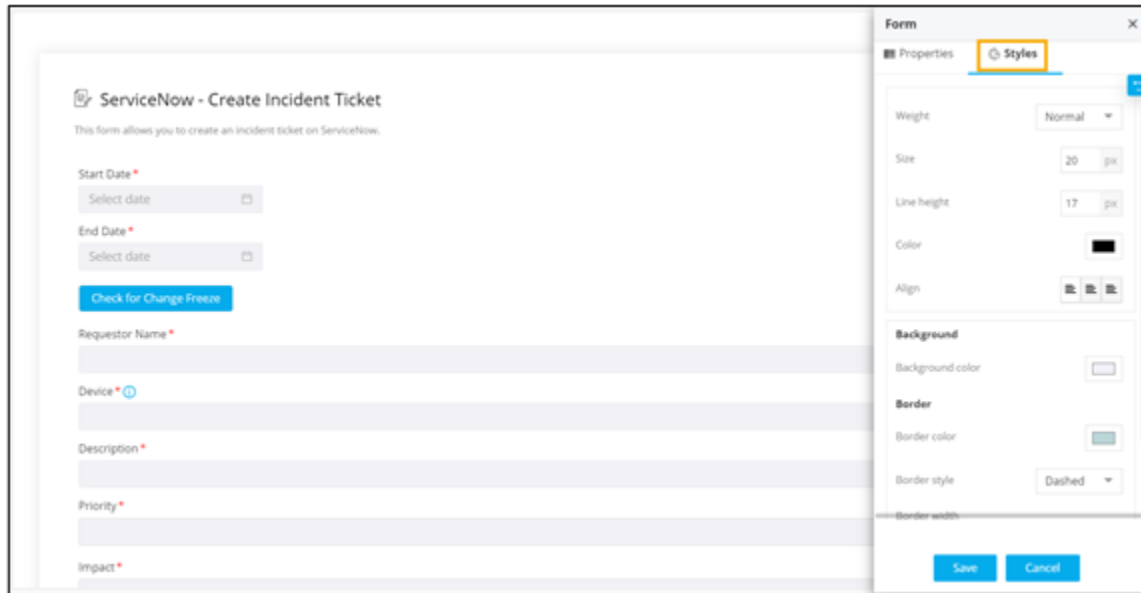 ServiceNow - Create Incident Ticket
This form allows you to create an incident ticket on ServiceNow.
Start Date*
Select date
End Date*
Select date
Check for Change Freeze
Requestor Name*
Device*
Description*
Priority*
Impact*
Form
Properties
Styles
Weight
Normal
Size
20 px
Line height
17 px
Color
Align
Background
Background color
Border
Border color
Border style
Dashed
Border width
Save
Cancel